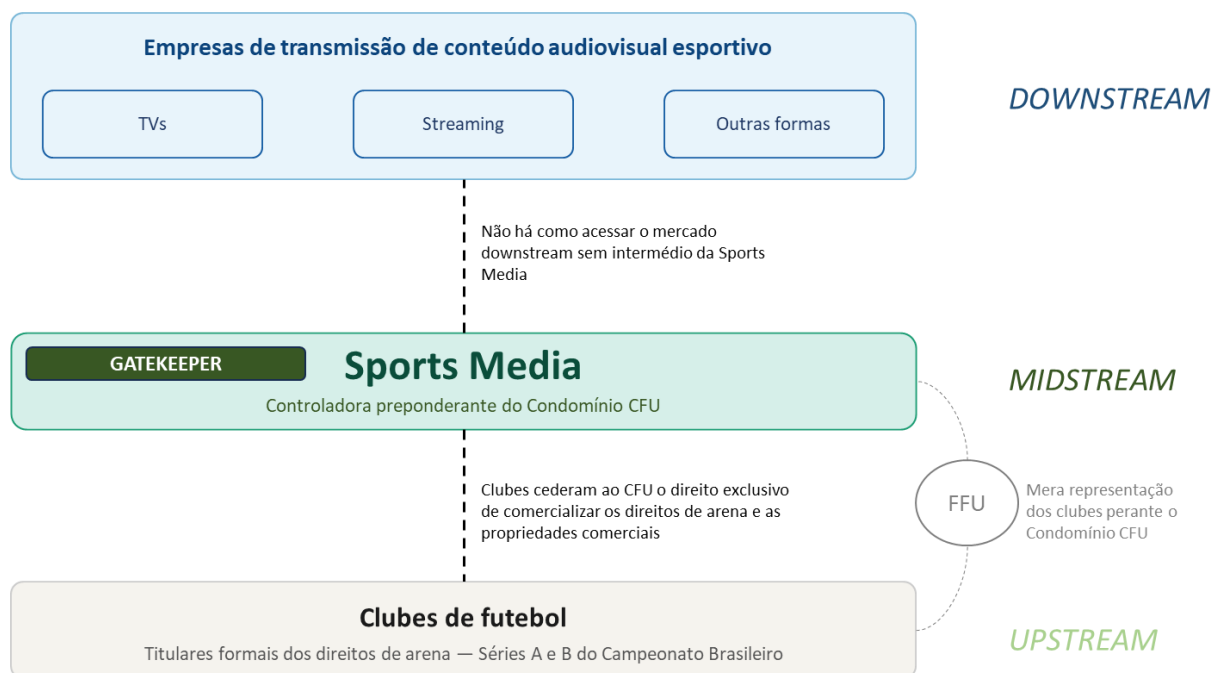 Empresas de transmissão de conteúdo audiovisual esportivo
DOWNSTREAM
TVs
Streaming
Outras formas
Não há como acessar o mercado
downstream sem intermédio da Sports
Media
GATEKEEPER
Sports Media
MIDSTREAM
Controladora preponderante do Condomínio CFU
Clubes cederam ao CFU o direito exclusivo
de comercializar os direitos de arena e as
propriedades comerciais
FFU
Mera representação
dos clubes perante o
Condomínio CFU
Clubes de futebol
UPSTREAM
Titulares formais dos direitos de arena — Séries A e B do Campeonato Brasileiro